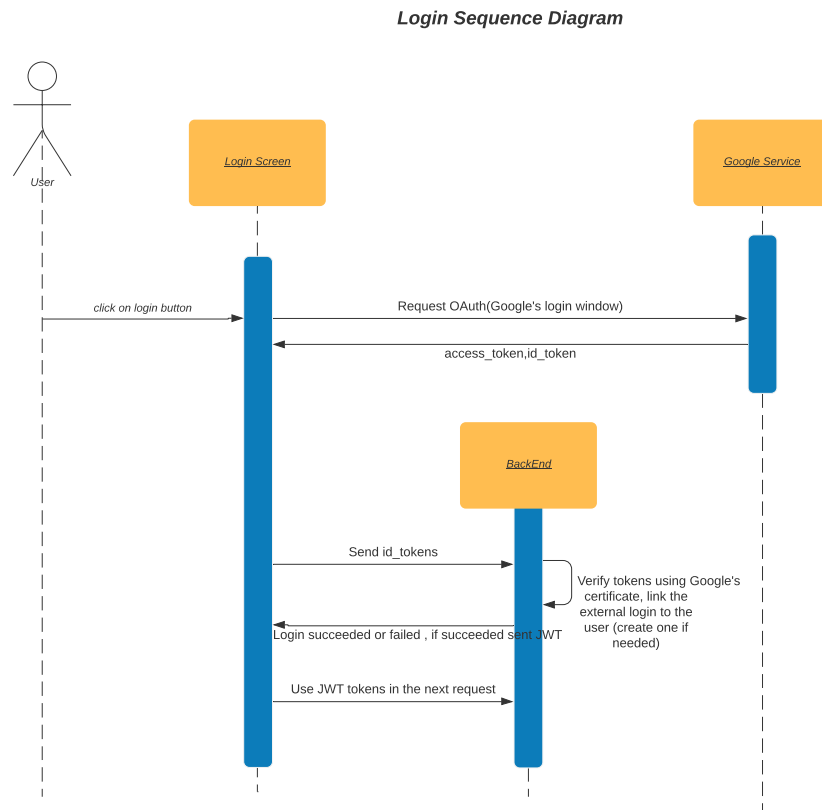 Login Sequence Diagram
User
Login Screen
Google Service
click on login button
Request OAuth(Google's login window)
access_token,id_token
BackEnd
Send id_tokens
Verify tokens using Google's
certificate, link the
external login to the
user (create one if
needed)
Login succeeded or failed , if succeeded sent JWT
Use JWT tokens in the next request